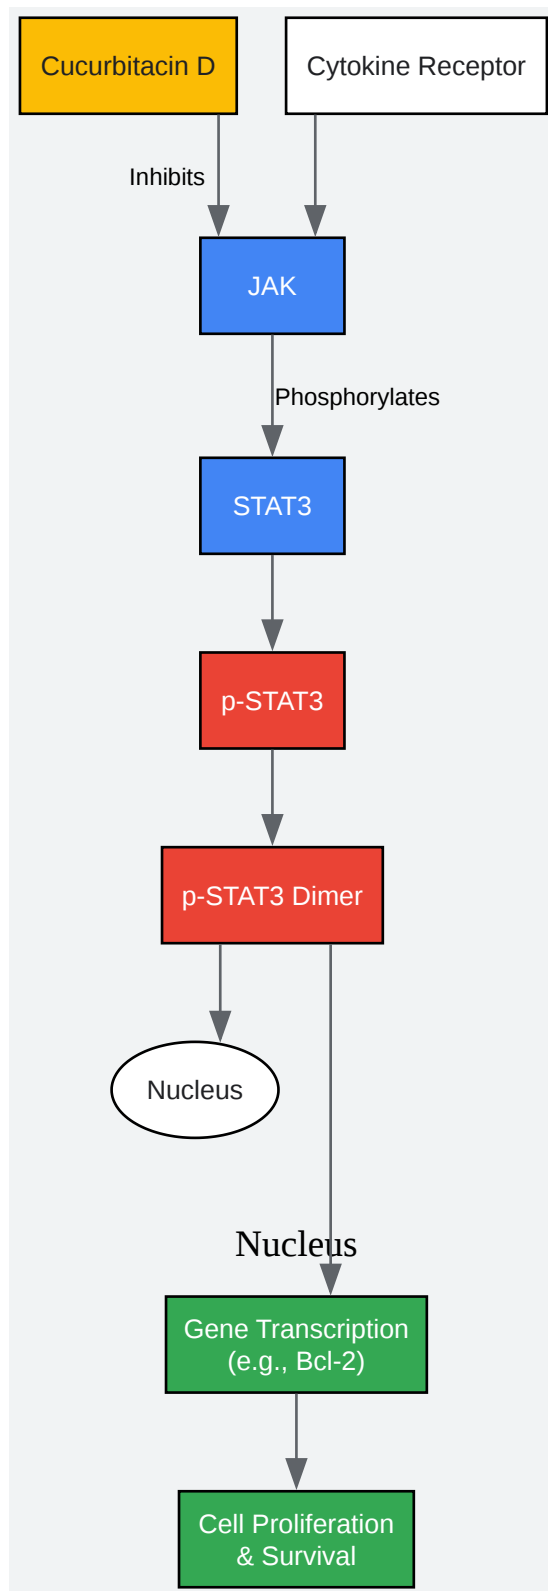 Cucurbitacin D
Cytokine Receptor
Inhibits
JAK
Phosphorylates
STAT3
p-STAT3
p-STAT3 Dimer
Nucleus
Nucleus
Gene Transcription
(e.g., Bcl-2)
Cell Proliferation
& Survival